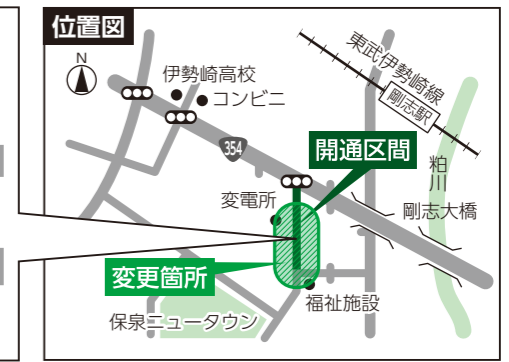 位置図
N
伊勢崎高校
コンビニ
東武伊勢崎線
剛志駅
354
開通区間
粕川
変電所
剛志大橋
変更箇所
福祉施設
保泉ニュータウン